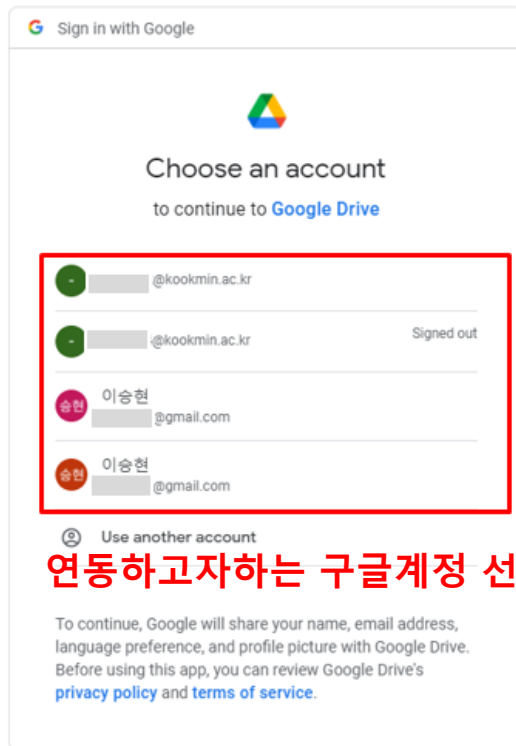 Sign in with Google
Choose an account
to continue to Google Drive
-
@kookmin.ac.kr
-
@kookmin.ac.kr
Signed out
이승현
승현
@gmail.com
이승현
승현
@gmail.com
Use another account
연동하고자하는 구글계정 선
To continue, Google will share your name, email address,
language preference, and profile picture with Google Drive.
Before using this app, you can review Google Drive's
privacy policy and terms of service.